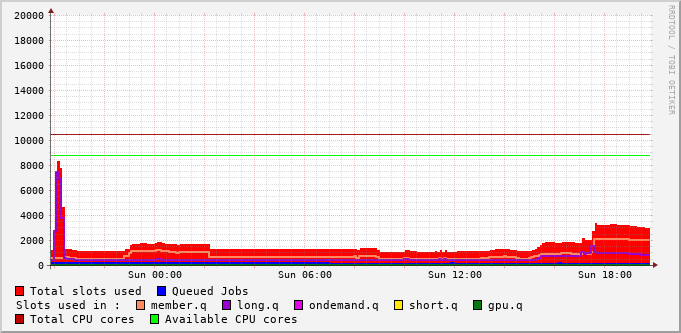 20000
18000
16000
14000
12000
10000
8000
6000
4000
2000
0
Sun 00:00 Sun 06:00 Sun 12:00 Sun 18:00
RRDTOOL / TOBI OETIKER
Total slots used Queued Jobs
Slots used in : member.q long.q ondemand.q short.q gpu.q
Total CPU cores Available CPU cores